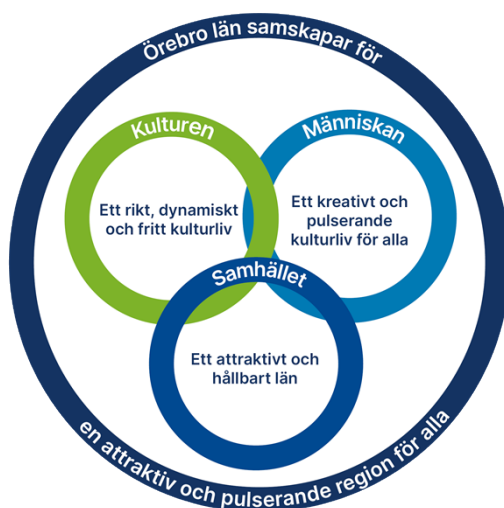 Örebro län samskapar för
Kulturen
Ett rikt, dynamiskt
och fritt kulturliv
Människan
Ett kreativt och
pulserande
kulturliv för alla
Samhället
Ett attraktivt och
hållbart län
en attraktiv och pulserande region för alla